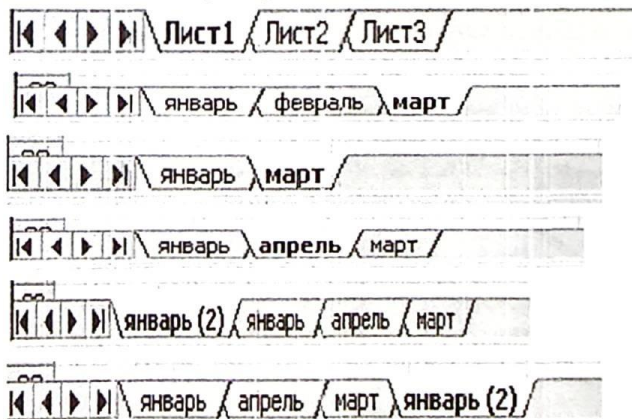 Лист1 Лист2 Лист3
январь февраль март
январь март
январь апрель март
январь (2) январь апрель март
январь апрель март январь (2)